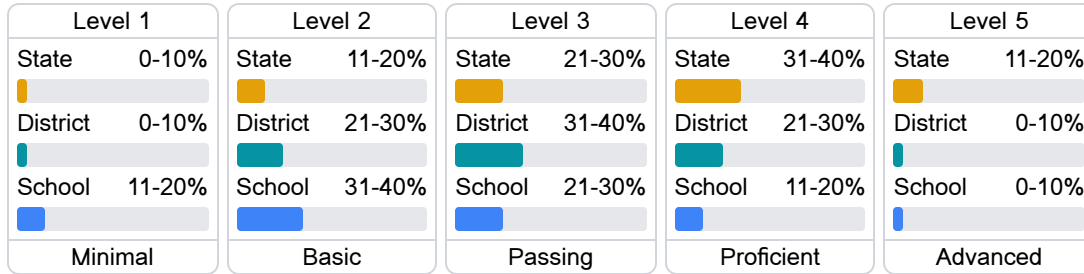 Level 1
State 0-10%
District 0-10%
School 11-20%
Minimal
Level 2
State 11-20%
District 21-30%
School 31-40%
Basic
Level 3
State 21-30%
District 31-40%
School 21-30%
Passing
Level 4
State 31-40%
District 21-30%
School 11-20%
Proficient
Level 5
State 11-20%
District 0-10%
School 0-10%
Advanced